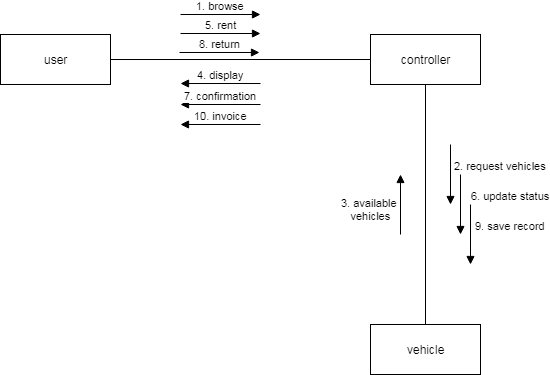 1. browse
5. rent
8. return
user
controller
4. display
7. confirmation
10. invoice
2. request vehicles
6. update status
3. available
vehicles
9. save record
vehicle